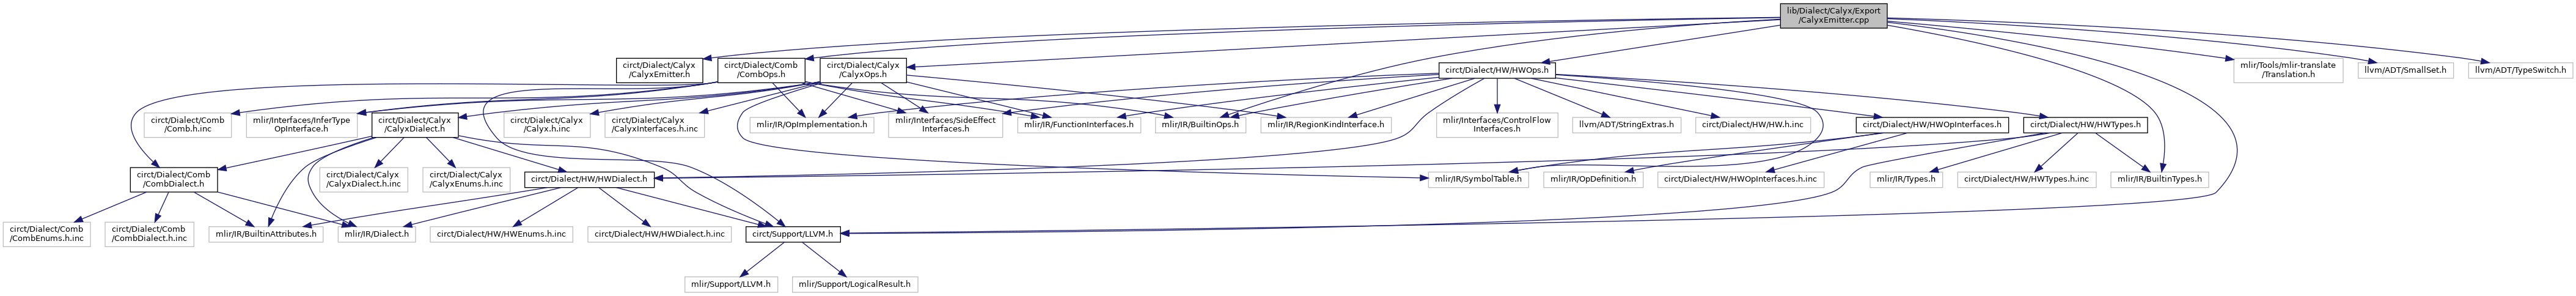 lib/Dialect/Calyx/Export
/CalyxEmitter.cpp
circt/Dialect/Calyx
/CalyxEmitter.h
circt/Dialect/Comb
/CombOps.h
circt/Dialect/Calyx
/CalyxOps.h
circt/Dialect/HW/HWOps.h
mlir/Tools/mlir-translate
/Translation.h
llvm/ADT/SmallSet.h
llvm/ADT/TypeSwitch.h
circt/Dialect/Comb
/Comb.h.inc
mlir/Interfaces/InferType
OpInterface.h
circt/Dialect/Calyx
/CalyxDialect.h
circt/Dialect/Calyx
/Calyx.h.inc
circt/Dialect/Calyx
/CalyxInterfaces.h.inc
mlir/IR/OpImplementation.h
mlir/Interfaces/SideEffect
Interfaces.h
mlir/IR/FunctionInterfaces.h
mlir/IR/BuiltinOps.h
mlir/IR/RegionKindInterface.h
mlir/Interfaces/ControlFlow
Interfaces.h
llvm/ADT/StringExtras.h
circt/Dialect/HW/HW.h.inc
circt/Dialect/HW/HWOpInterfaces.h
circt/Dialect/HW/HWTypes.h
circt/Dialect/Comb
/CombDialect.h
circt/Dialect/Calyx
/CalyxDialect.h.inc
circt/Dialect/Calyx
/CalyxEnums.h.inc
circt/Dialect/HW/HWDialect.h
mlir/IR/SymbolTable.h
mlir/IR/OpDefinition.h
circt/Dialect/HW/HWOpInterfaces.h.inc
mlir/IR/Types.h
circt/Dialect/HW/HWTypes.h.inc
mlir/IR/BuiltinTypes.h
circt/Dialect/Comb
/CombEnums.h.inc
circt/Dialect/Comb
/CombDialect.h.inc
mlir/IR/BuiltinAttributes.h
mlir/IR/Dialect.h
circt/Dialect/HW/HWEnums.h.inc
circt/Dialect/HW/HWDialect.h.inc
circt/Support/LLVM.h
mlir/Support/LLVM.h
mlir/Support/LogicalResult.h